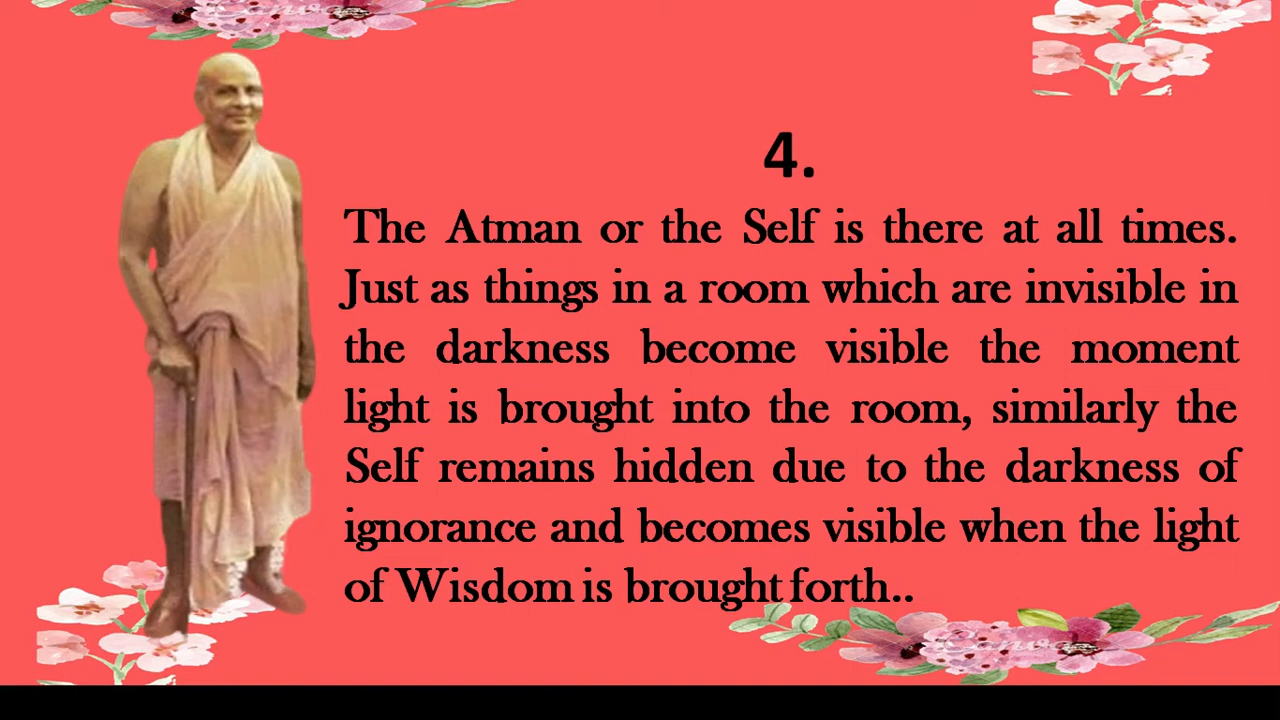 4.
The Atman or the Self is there at all times.
Just as things in a room which are invisible in
the darkness become visible the moment
light is brought into the room, similarly the
Self remains hidden due to the darkness of
ignorance and becomes visible when the light
of Wisdom is brought forth..
Canva